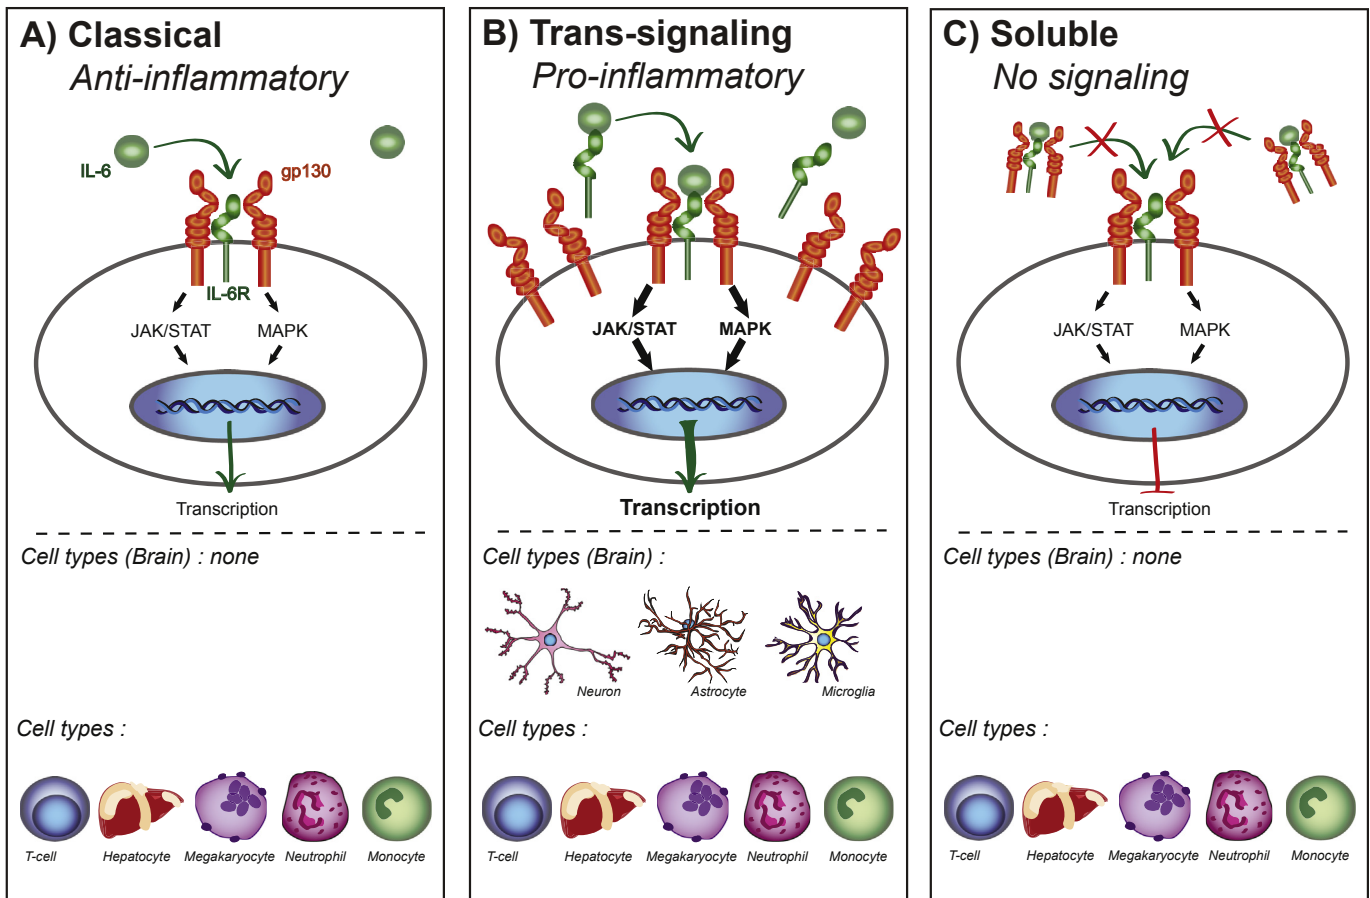 A) Classical
Anti-inflammatory
IL-6
gp130
IL-6R
JAK/STAT
MAPK
Transcription
Cell types (Brain) : none
Cell types :
T-cell
Hepatocyte
Megakaryocyte
Neutrophil
Monocyte
B) Trans-signaling
Pro-inflammatory
JAK/STAT
MAPK
Transcription
Cell types (Brain) :
Neuron
Astrocyte
Microglia
Cell types :
T-cell
Hepatocyte
Megakaryocyte
Neutrophil
Monocyte
C) Soluble
No signaling
JAK/STAT
MAPK
Transcription
Cell types (Brain) : none
Cell types :
T-cell
Hepatocyte
Megakaryocyte
Neutrophil
Monocyte